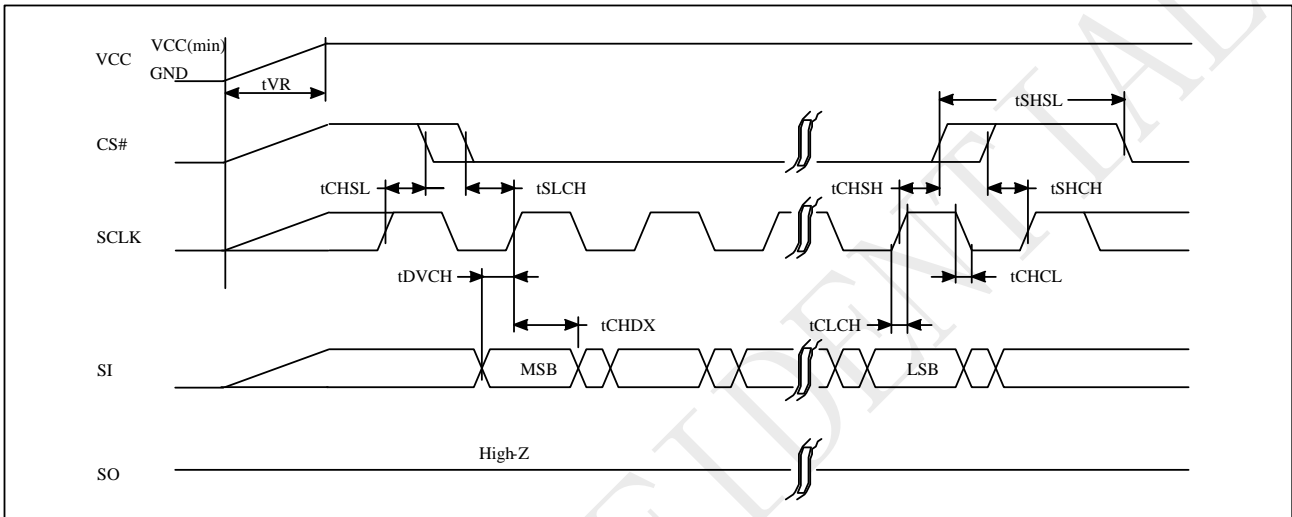 VCC VCC(min)
GND
tVR
tSHSL
CS#
tCHSL tSLCH tCHSH tSHCH
SCLK
tDVCH tCHCL
tCHDX tCLCH
SI MSB LSB
High-Z
SO
IDENTIAL